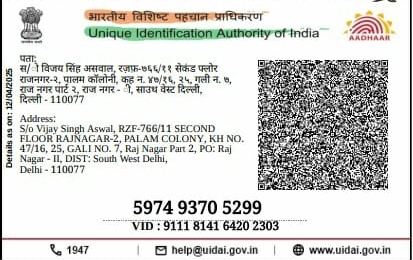 भारतीय विशिष्ट पहचान प्राधिकरण
Unique Identification Authority of India
AADHAAR
Details as on: 12/04/2025
पता:
स/ो विजय सिंह असवाल, रज़फ़-७६६/११ सेकंड फ्लोर
राजनगर-२, पालम कॉलोनी, कह न. ४७/१६, २५, गली न. ७,
राज नगर पार्ट २, राज नगर - ी, साउथ वेस्ट दिल्ली,
दिल्ली - 110077
Address:
S/o Vijay Singh Aswal, RZF-766/11 SECOND
FLOOR RAJNAGAR-2, PALAM COLONY, KH NO.
47/16, 25, GALI NO. 7, Raj Nagar Part 2, PO: Raj
Nagar - II, DIST: South West Delhi,
Delhi - 110077
5974 9370 5299
VID : 9111 8141 6420 2303
1947
help@uidai.gov.in
www.uidai.gov.in